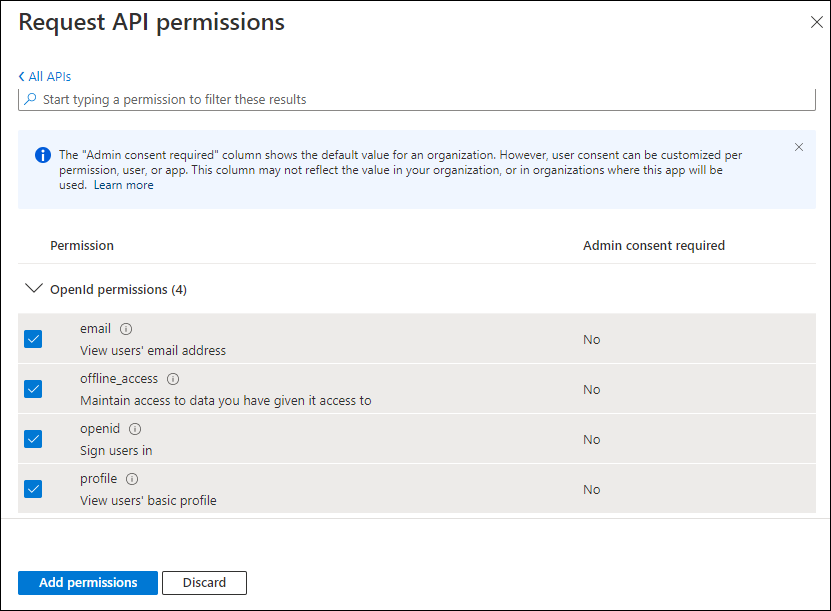 Request API permissions
All APIs
Start typing a permission to filter these results
The "Admin consent required" column shows the default value for an organization. However, user consent can be customized per
permission, user, or app. This column may not reflect the value in your organization, or in organizations where this app will be
used. Learn more
Permission Admin consent required
OpenId permissions (4)
email
View users' email address
No
offline_access
Maintain access to data you have given it access to
No
openid
Sign users in
No
profile
View users' basic profile
No
Add permissions Discard